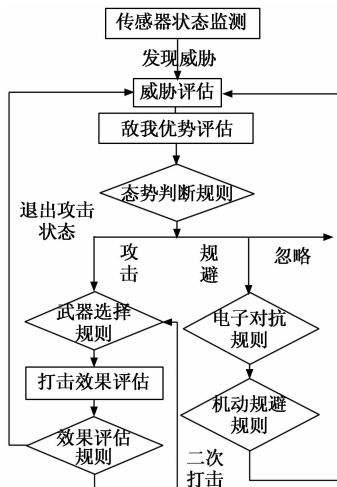 传感器状态监测
发现威胁
威胁评估
敌我优势评估
态势判断规则
退出攻击
状态
攻
击
规
避
忽略
武器选择
规则
电子对抗
规则
打击效果评估
机动规避
规则
效果评估
规则
二次
打击